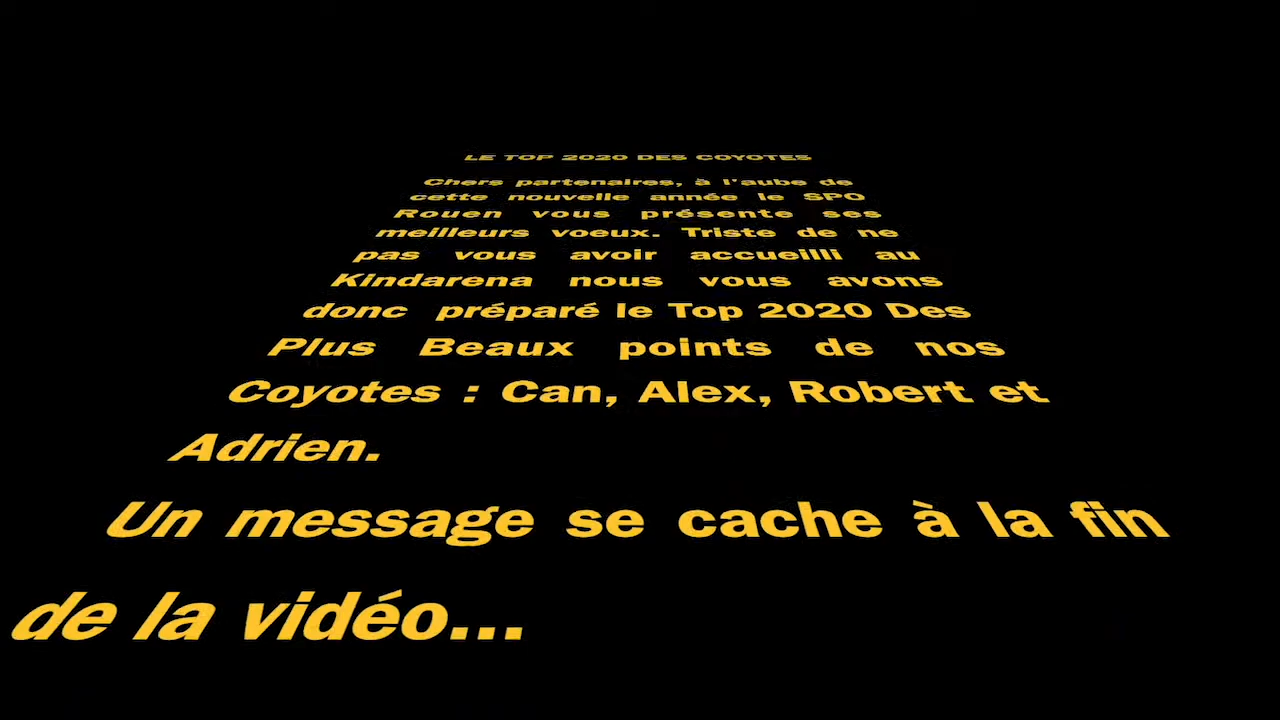 LE TOP 2020 DES COYOTES
Chers partenaires, à l'aube de
cette nouvelle année le SPO
Rouen vous présente ses
meilleurs voeux. Triste de ne
pas vous avoir accueilli au
Kindarena nous vous avons
donc préparé le Top 2020 Des
Plus Beaux points de nos
Coyotes : Can, Alex, Robert et
Adrien.
Un message se cache à la fin
de la vidéo...